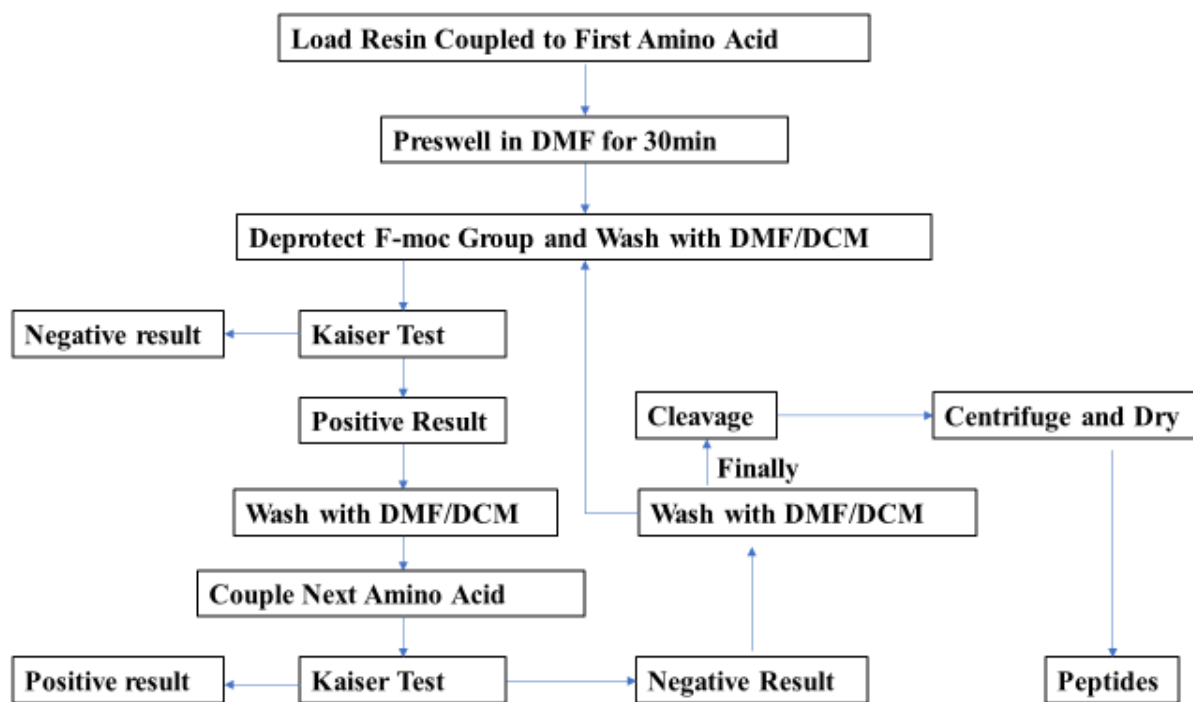 Load Resin Coupled to First Amino Acid
Preswell in DMF for 30min
Deprotect F-moc Group and Wash with DMF/DCM
Negative result
Kaiser Test
Positive Result
Cleavage
Centrifuge and Dry
Finally
Wash with DMF/DCM
Wash with DMF/DCM
Couple Next Amino Acid
Positive result
Kaiser Test
Negative Result
Peptides